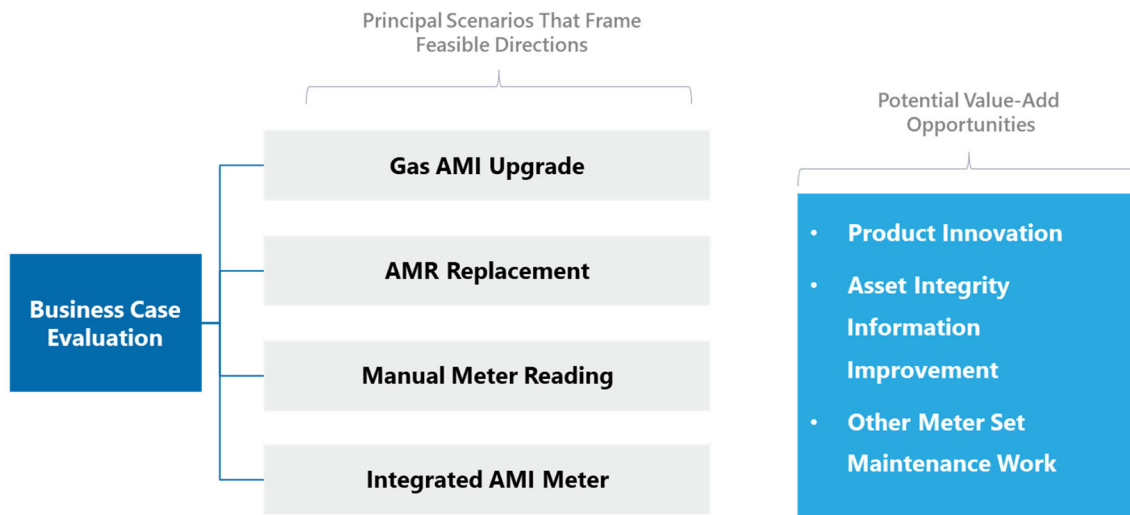 Principal Scenarios That Frame
Feasible Directions
Potential Value-Add
Opportunities
Business Case
Evaluation
Gas AMI Upgrade
AMR Replacement
Manual Meter Reading
Integrated AMI Meter
• Product Innovation
• Asset Integrity
Information
Improvement
• Other Meter Set
Maintenance Work